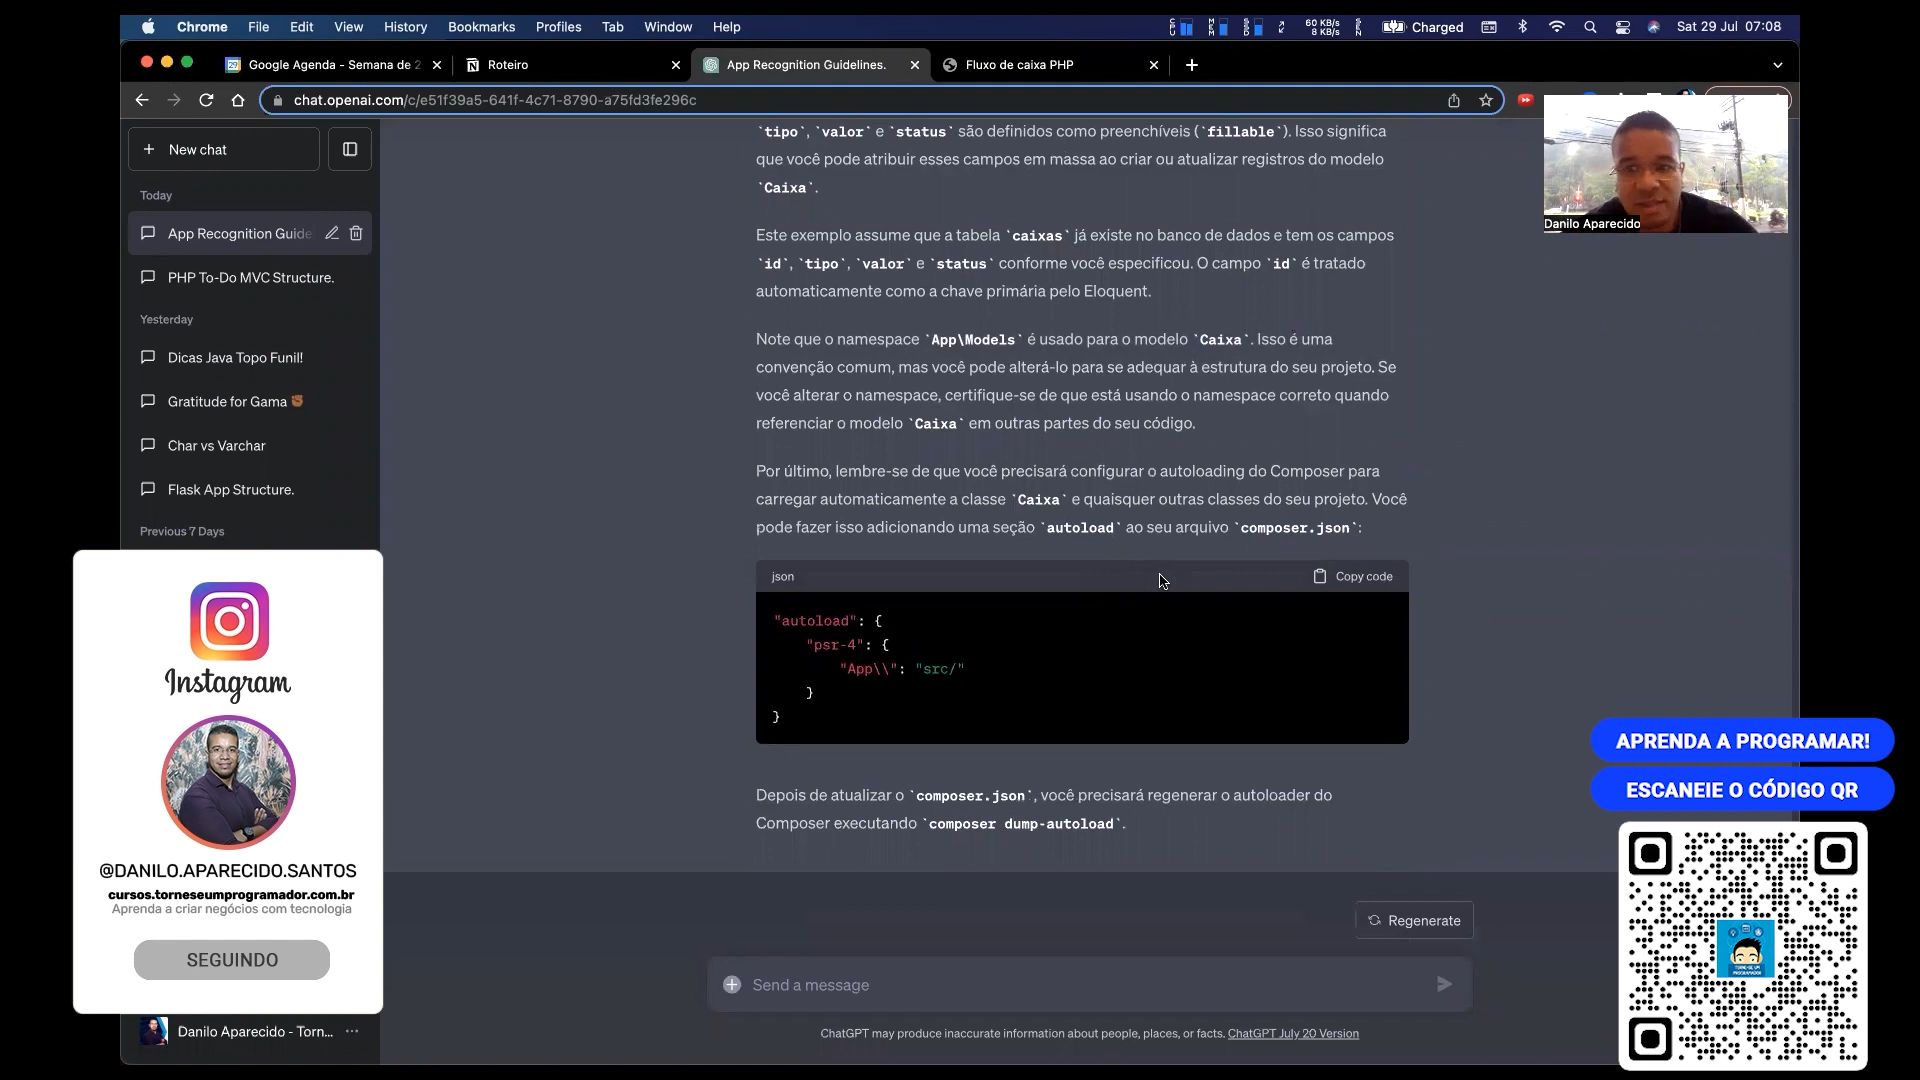 Chrome File Edit View History Bookmarks Profiles Tab Window Help
60 KB/s
8 KB/s
Charged
Sat 29 Jul 07:08
Google Agenda - Semana de 2
Roteiro
App Recognition Guidelines.
Fluxo de caixa PHP
chat.openai.com/c/e51f39a5-641f-4c71-8790-a75fd3fe296c
New chat
Today
App Recognition Guide
PHP To-Do MVC Structure.
Yesterday
Dicas Java Topo Funil!
Gratitude for Gama
Char vs Varchar
Flask App Structure.
Previous 7 Days
`tipo`, `valor` e `status` são definidos como preenchíveis (`fillable`). Isso significa
que você pode atribuir esses campos em massa ao criar ou atualizar registros do modelo
`Caixa`.
Este exemplo assume que a tabela `caixas` já existe no banco de dados e tem os campos
`id`, `tipo`, `valor` e `status` conforme você especificou. O campo `id` é tratado
automaticamente como a chave primária pelo Eloquent.
Note que o namespace `App\Models` é usado para o modelo `Caixa`. Isso é uma
convenção comum, mas você pode alterá-lo para se adequar à estrutura do seu projeto. Se
você alterar o namespace, certifique-se de que está usando o namespace correto quando
referenciar o modelo `Caixa` em outras partes do seu código.
Por último, lembre-se de que você precisará configurar o autoloading do Composer para
carregar automaticamente a classe `Caixa` e quaisquer outras classes do seu projeto. Você
pode fazer isso adicionando uma seção `autoload` ao seu arquivo `composer.json`:
json
Copy code
"autoload": {
"psr-4": {
"App\\": "src/"
}
}
Depois de atualizar o `composer.json`, você precisará regenerar o autoloader do
Composer executando `composer dump-autoload`.
Regenerate
Send a message
ChatGPT may produce inaccurate information about people, places, or facts. ChatGPT July 20 Version
Danilo Aparecido
Instagram
@DANILO.APARECIDO.SANTOS
cursos.torneseumprogramador.com.br
Aprenda a criar negócios com tecnologia
SEGUINDO
Danilo Aparecido - Torn...
APRENDA A PROGRAMAR!
ESCANEIE O CÓDIGO QR